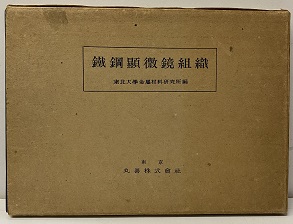 鐵鋼顯微鏡組織
東北大學金屬材料研究所編
東京
丸善株式會社